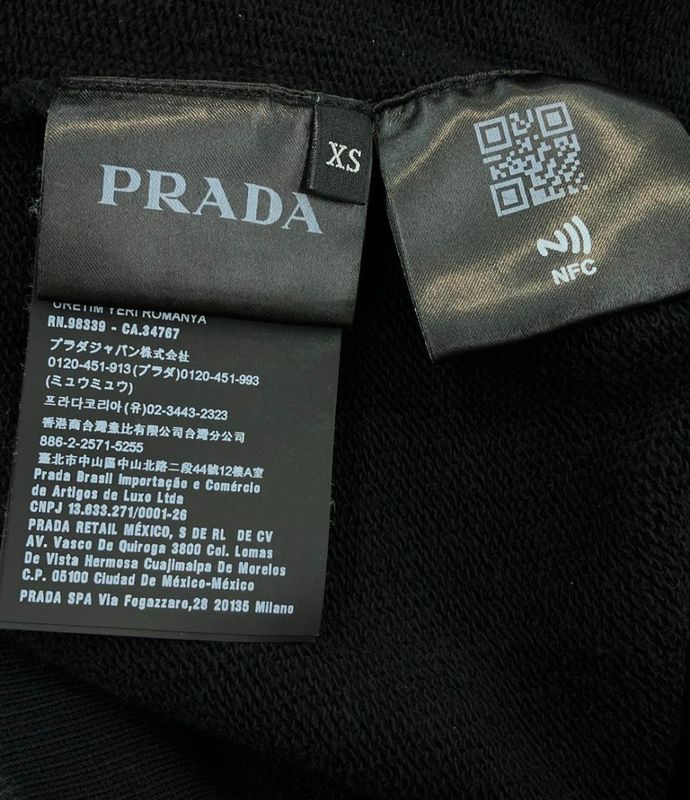 PRADA
XS
NFC
ÜRETİM YERİ ROMANYA
RN.98339 - CA.34767
プラダジャパン株式会社
0120-451-913(プラダ)0120-451-993
(ミュウミュウ)
프라다코리아(유)02-3443-2323
香港商台灣壹比有限公司台灣分公司
886-2-2571-5255
臺北市中山區中山北路二段44號12樓A室
Prada Brasil Importação e Comércio
de Artigos de Luxo Ltda
CNPJ 13.633.271/0001-26
PRADA RETAIL MÉXICO, S DE RL DE CV
AV. Vasco De Quiroga 3800 Col. Lomas
De Vista Hermosa Cuajimalpa De Morelos
C.P. 05100 Ciudad De México-México
PRADA SPA Via Fogazzaro,28 20135 Milano